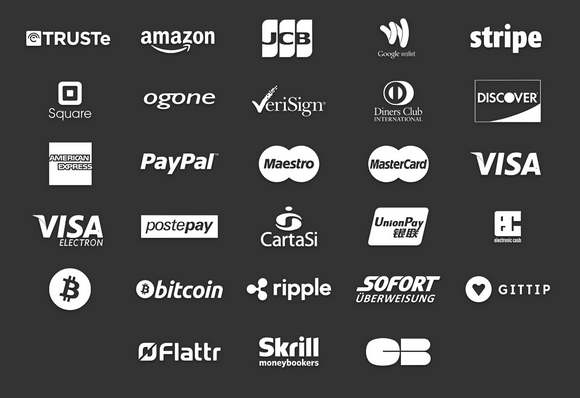 TRUSTe
amazon
JCB
Google wallet
stripe
Square
ogone
VeriSign®
Diners Club
INTERNATIONAL
DISCOVER®
AMERICAN
EXPRESS
PayPal™
Maestro
MasterCard
VISA
VISA
ELECTRON
postepay
CartaSi
UnionPay
银联
electronic cash
bitcoin
ripple
SOFORT
ÜBERWEISUNG
GITTIP
Flattr
Skrill
moneybookers
CB